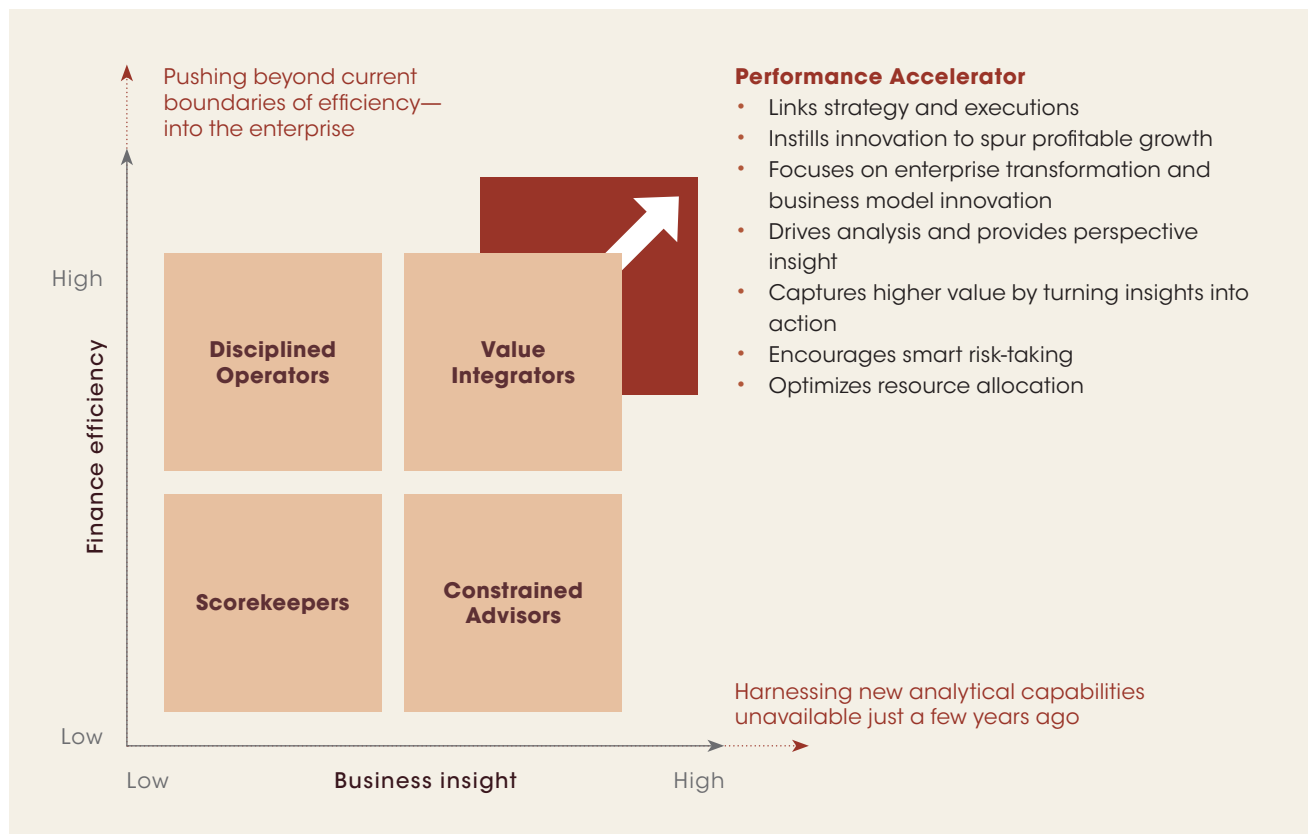 Pushing beyond current
boundaries of efficiency—
into the enterprise
Performance Accelerator
• Links strategy and executions
• Instills innovation to spur profitable growth
• Focuses on enterprise transformation and
business model innovation
• Drives analysis and provides perspective
insight
• Captures higher value by turning insights into
action
• Encourages smart risk-taking
• Optimizes resource allocation
High
Finance efficiency
Low
Disciplined
Operators
Value
Integrators
Scorekeepers
Constrained
Advisors
Harnessing new analytical capabilities
unavailable just a few years ago
Low
Business insight
High